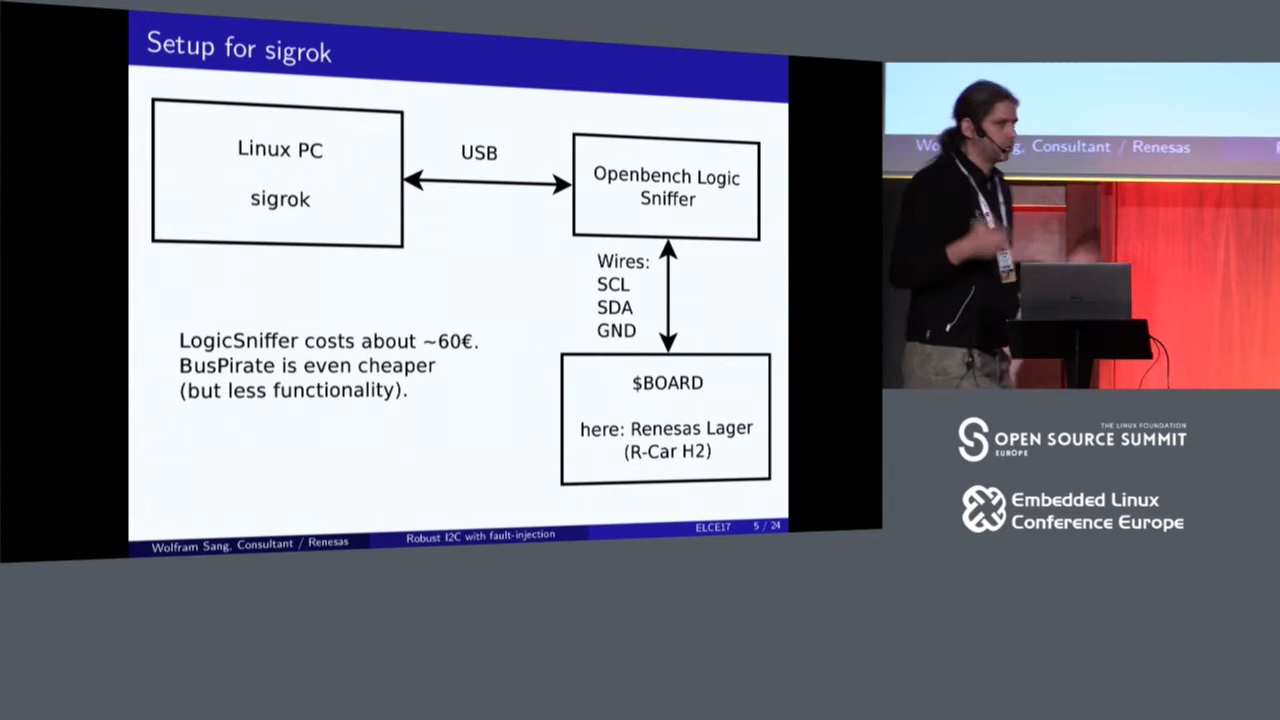 Setup for sigrok
Linux PC
sigrok
USB
Openbench Logic
Sniffer
Wires:
SCL
SDA
GND
LogicSniffer costs about ~60€.
BusPirate is even cheaper
(but less functionality).
$BOARD
here: Renesas Lager
(R-Car H2)
Wolfram Sang, Consultant / Renesas
Robust I2C with fault-injection
ELCE17
5 / 24
Wo
g, Consultant / Renesas
THE LINUX FOUNDATION
OPEN SOURCE SUMMIT
EUROPE
Embedded Linux
Conference Europe